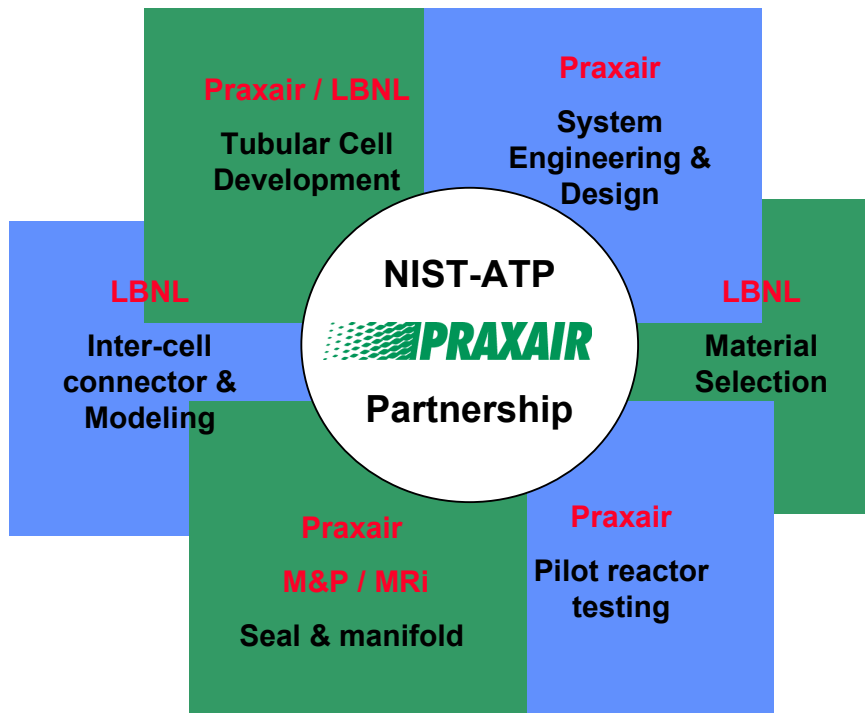 Praxair / LBNL
Tubular Cell
Development
Praxair
System
Engineering &
Design
LBNL
Inter-cell
connector &
Modeling
NIST-ATP
PRAXAIR
Partnership
LBNL
Material
Selection
Praxair
M&P / MRi
Seal & manifold
Praxair
Pilot reactor
testing